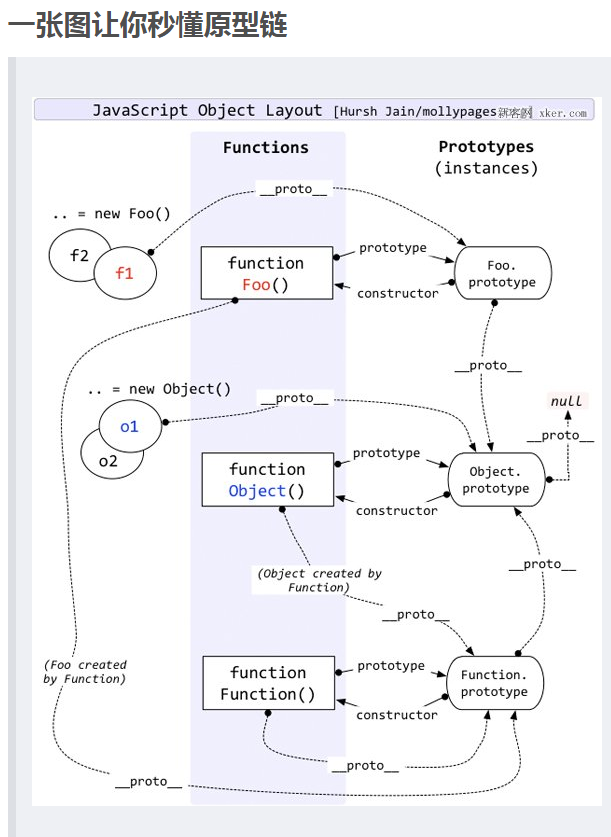 一张图让你秒懂原型链
JavaScript Object Layout [Hursh Jain/mollypages
新客网 xker.com
Functions
Prototypes
(instances)
__proto__
.. = new Foo()
f2
f1
function
Foo()
prototype
constructor
Foo.
prototype
__proto__
.. = new Object()
__proto__
null
__proto__
o1
o2
function
Object()
prototype
constructor
Object.
prototype
(Object created by
Function)
__proto__
__proto__
(Foo created
by Function)
function
Function()
prototype
constructor
Function.
prototype
__proto__
__proto__